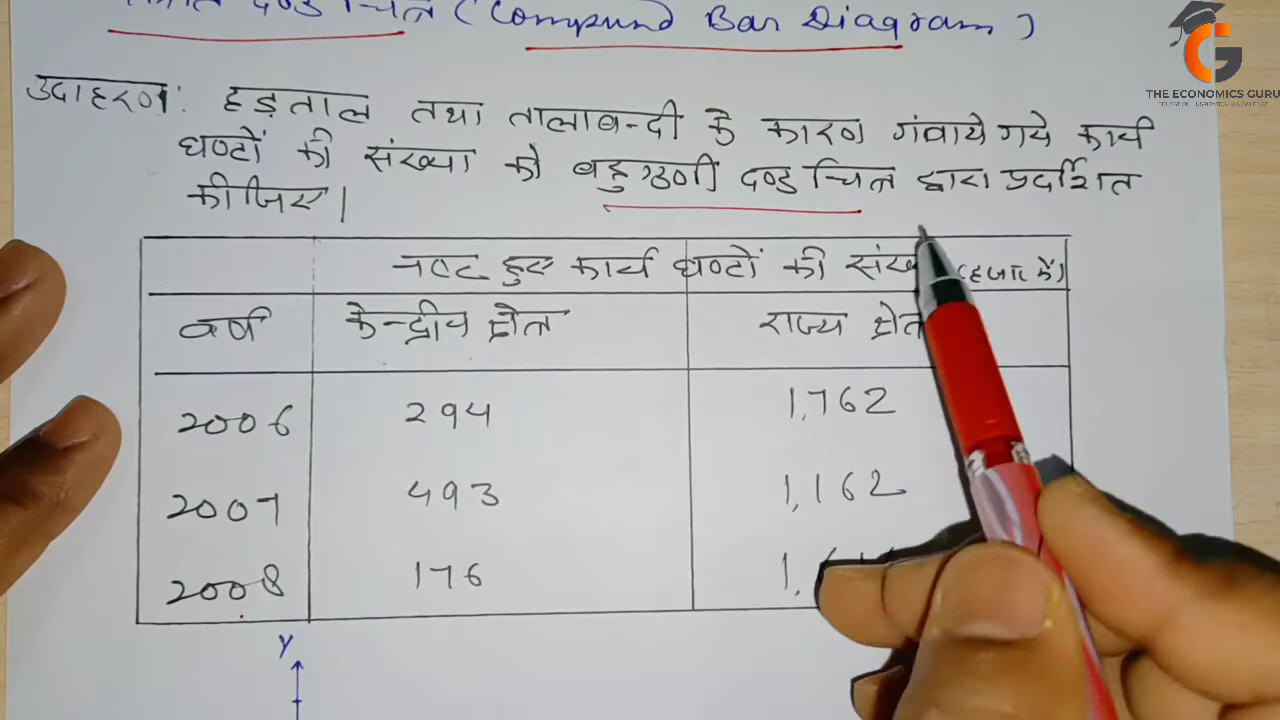 दण्ड चित्र (Compound Bar Diagram)
THE ECONOMICS GURU
उदाहरण: हड़ताल तथा तालाबन्दी के कारण गंवाये गये कार्य
घण्टों की संख्या को बहुगुणी दण्ड चित्र द्वारा प्रदर्शित
कीजिए।
नष्ट हुए कार्य घण्टों की (हजार में)
वर्ष केन्द्रीय क्षेत्र राज्य
2006 294 1,762
2007 493 1,162
2008 176
Y